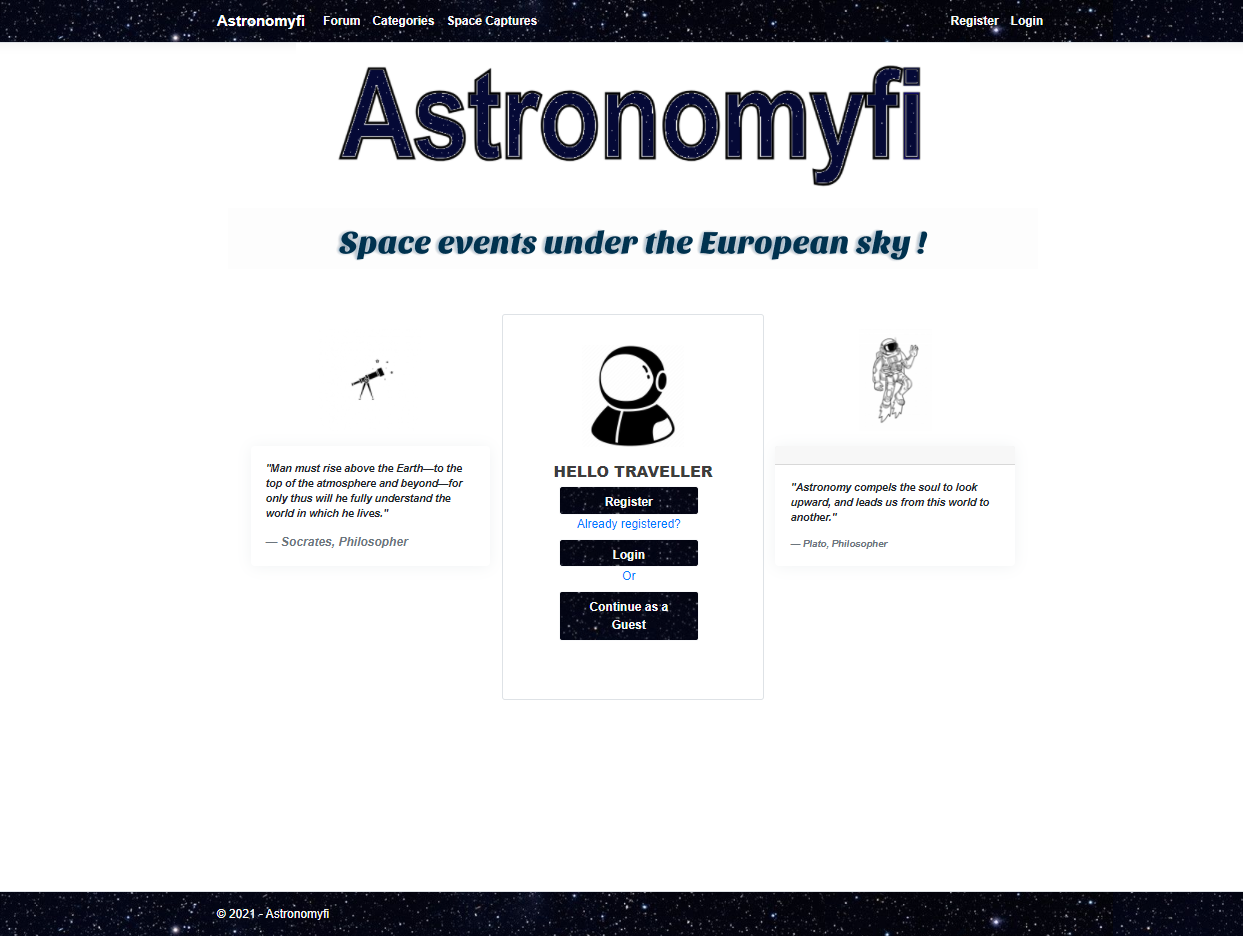 Astronomyfi Forum Categories Space Captures Register Login
Astronomyfi
Space events under the European sky !
"Man must rise above the Earth—to the
top of the atmosphere and beyond—for
only thus will he fully understand the
world in which he lives."
— Socrates, Philosopher
HELLO TRAVELLER
Register
Already registered?
Login
Or
Continue as a
Guest
"Astronomy compels the soul to look
upward, and leads us from this world to
another."
— Plato, Philosopher
© 2021 - Astronomyfi